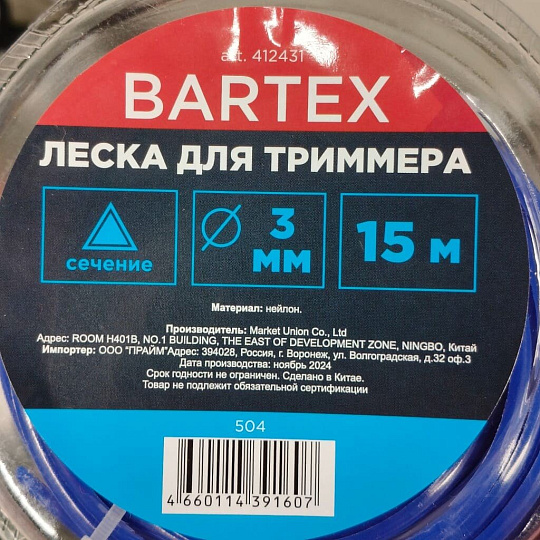 art. 412431
BARTEX
ЛЕСКА ДЛЯ ТРИММЕРА
сечение
3
ММ
15 м
Материал: нейлон.
Производитель: Market Union Co., Ltd
Адрес: ROOM H401B, NO.1 BUILDING, THE EAST OF DEVELOPMENT ZONE, NINGBO, Китай
Импортер: ООО "ПРАЙМ"Адрес: 394028, Россия, г. Воронеж, ул. Волгоградская, д.32 оф.3
Дата производства: ноябрь 2024
Срок годности не ограничен. Сделано в Китае.
Товар не подлежит обязательной сертификации
504
4 660114 391607